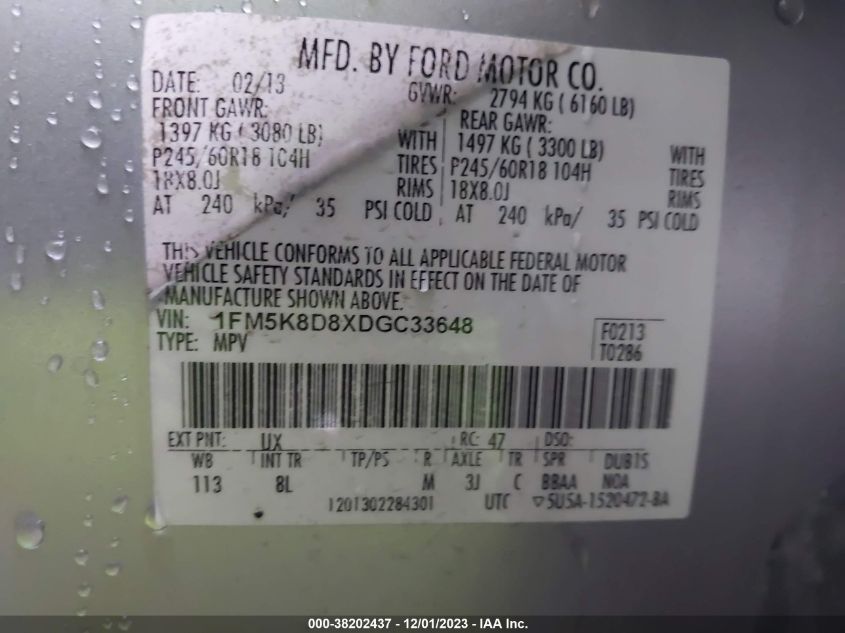 MFD. BY FORD MOTOR CO.
DATE: 02/13 GVWR: 2794 KG ( 6160 LB)
FRONT GAWR: REAR GAWR:
1397 KG ( 3080 LB) WITH 1497 KG ( 3300 LB) WITH
P245/60R18 104H TIRES P245/60R18 104H TIRES
18X8.0J RIMS 18X8.0J RIMS
AT 240 kPa/ 35 PSI COLD AT 240 kPa/ 35 PSI COLD
THIS VEHICLE CONFORMS TO ALL APPLICABLE FEDERAL MOTOR
VEHICLE SAFETY STANDARDS IN EFFECT ON THE DATE OF
MANUFACTURE SHOWN ABOVE.
VIN: 1FM5K8D8XDGC33648 F0213
TYPE: MPV T0286
EXT PNT: UX RC: 47 DSO:
WB INT TR TP/PS R AXLE TR SPR DUB1S
113 8L M 3J C BBAA NOA
1201302284301 UTC ▽5U5A-1520472-BA
000-38202437 - 12/01/2023 - IAA Inc.